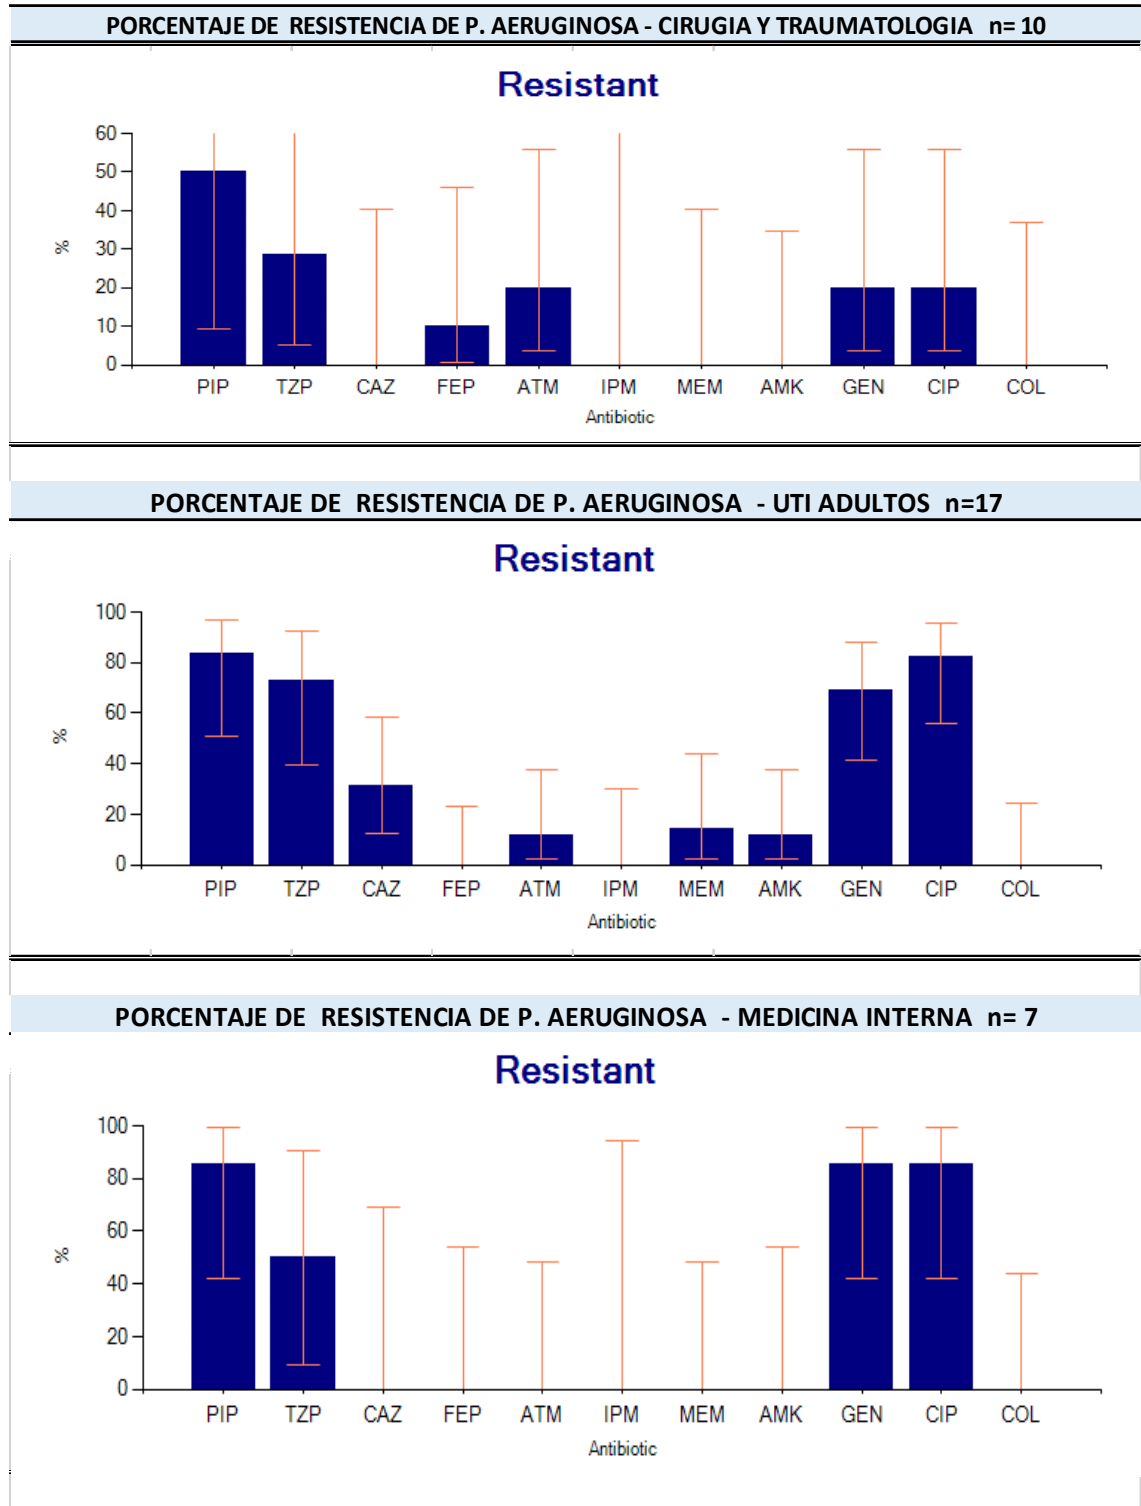 PORCENTAJE DE RESISTENCIA DE P. AERUGINOSA - CIRUGIA Y TRAUMATOLOGIA n= 10
Resistant
60
50
40
30
20
10
0
%
PIP TZP CAZ FEP ATM IPM MEM AMK GEN CIP COL
Antibiotic
PORCENTAJE DE RESISTENCIA DE P. AERUGINOSA - UTI ADULTOS n=17
Resistant
100
80
60
40
20
0
%
PIP TZP CAZ FEP ATM IPM MEM AMK GEN CIP COL
Antibiotic
PORCENTAJE DE RESISTENCIA DE P. AERUGINOSA - MEDICINA INTERNA n= 7
Resistant
100
80
60
40
20
0
%
PIP TZP CAZ FEP ATM IPM MEM AMK GEN CIP COL
Antibiotic